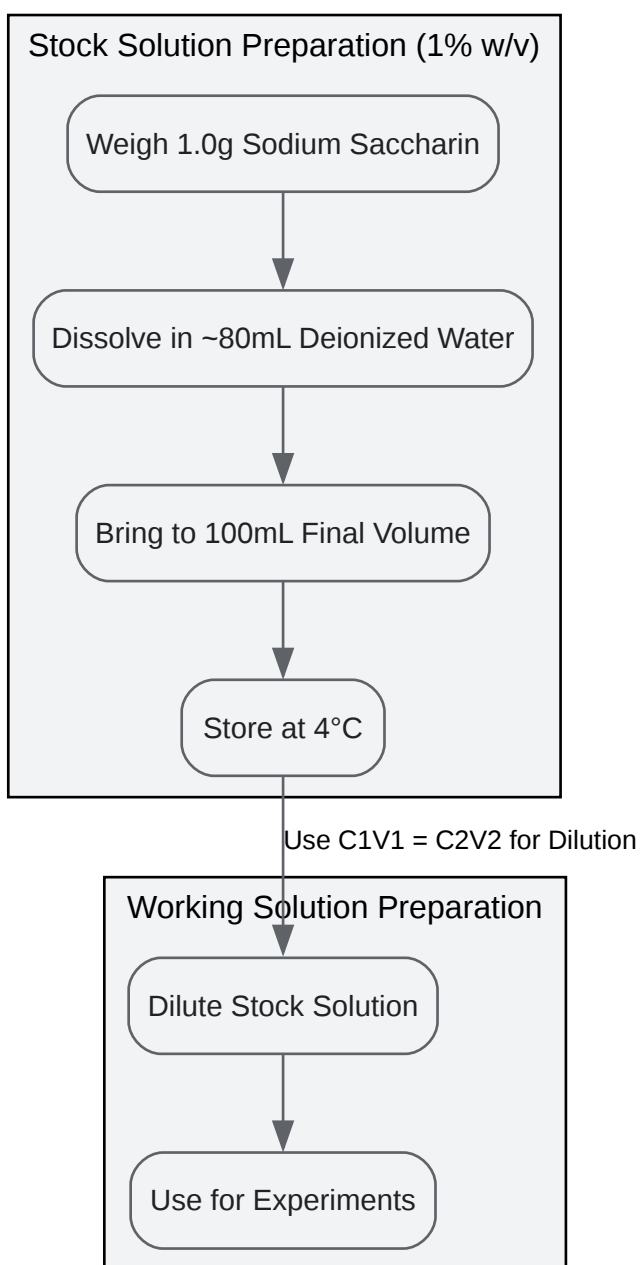 Stock Solution Preparation (1% w/v)
Weigh 1.0g Sodium Saccharin
Dissolve in ~80mL Deionized Water
Bring to 100mL Final Volume
Store at 4°C
Use C1V1 = C2V2 for Dilution
Working Solution Preparation
Dilute Stock Solution
Use for Experiments